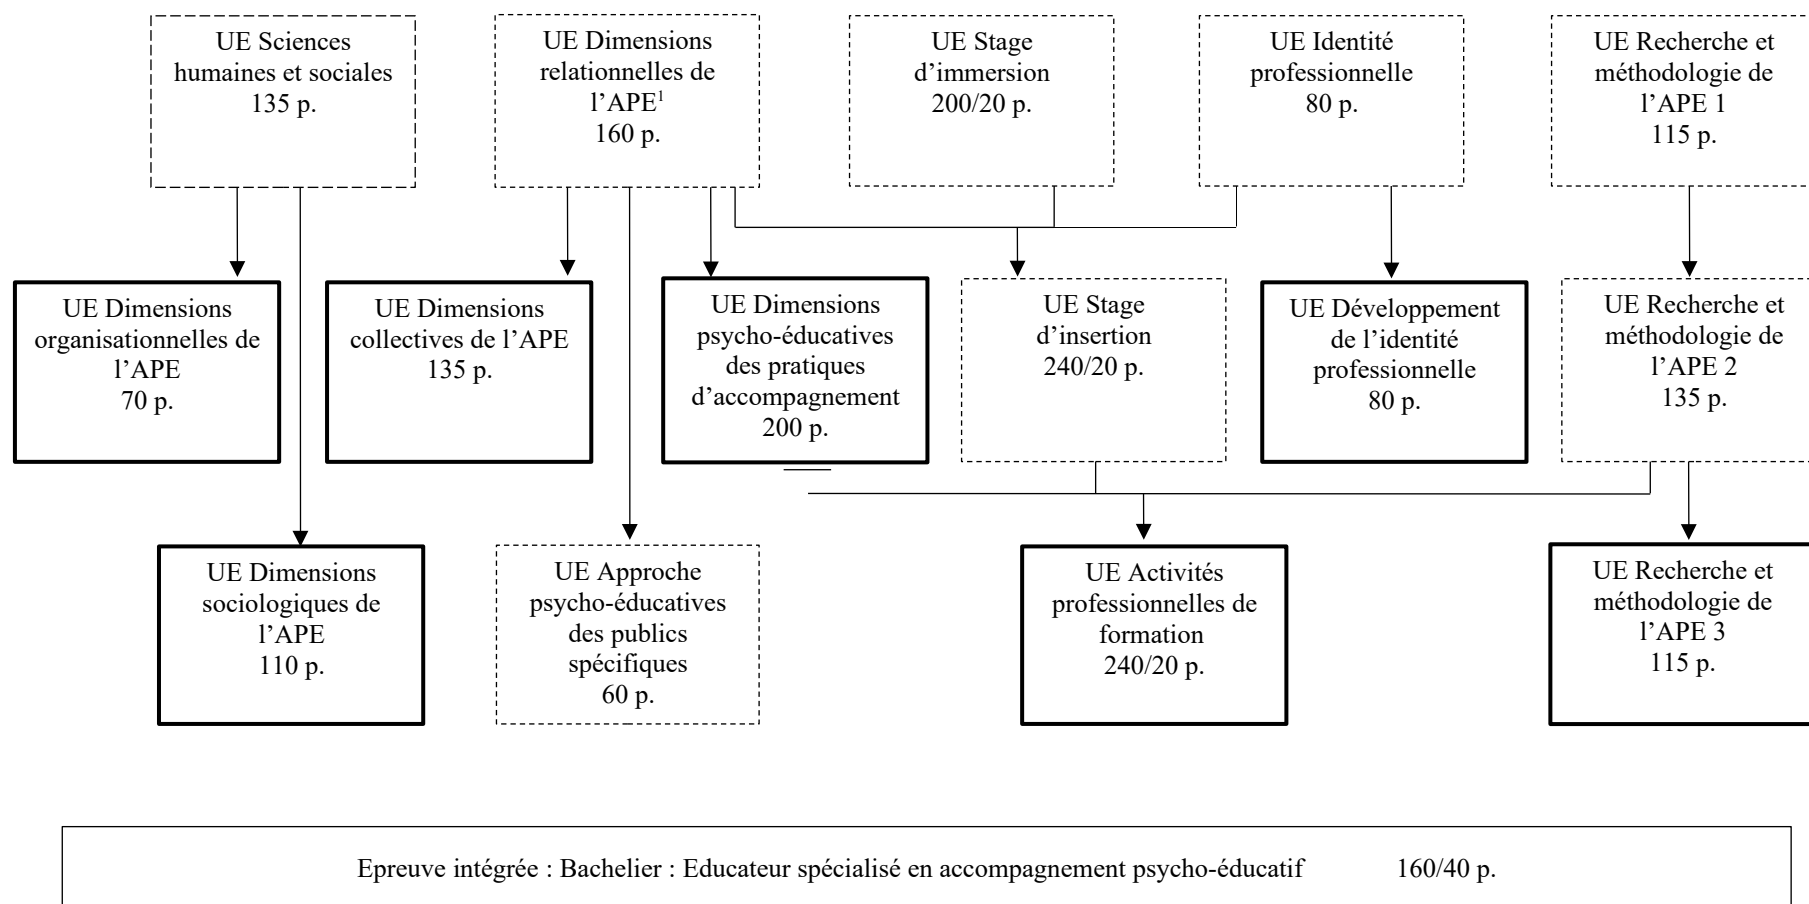 UE Sciences
humaines et sociales
135 p.
UE Dimensions
relationnelles de
l’APE¹
160 p.
UE Stage
d’immersion
200/20 p.
UE Identité
professionnelle
80 p.
UE Recherche et
méthodologie de
l’APE 1
115 p.
UE Dimensions
organisationnelles de
l’APE
70 p.
UE Dimensions
collectives de l’APE
135 p.
UE Dimensions
psycho-éducatives
des pratiques
d’accompagnement
200 p.
UE Stage
d’insertion
240/20 p.
UE Développement
de l’identité
professionnelle
80 p.
UE Recherche et
méthodologie de
l’APE 2
135 p.
UE Dimensions
sociologiques de
l’APE
110 p.
UE Approche
psycho-éducatives
des publics
spécifiques
60 p.
UE Activités
professionnelles de
formation
240/20 p.
UE Recherche et
méthodologie de
l’APE 3
115 p.
Epreuve intégrée : Bachelier : Educateur spécialisé en accompagnement psycho-éducatif 160/40 p.